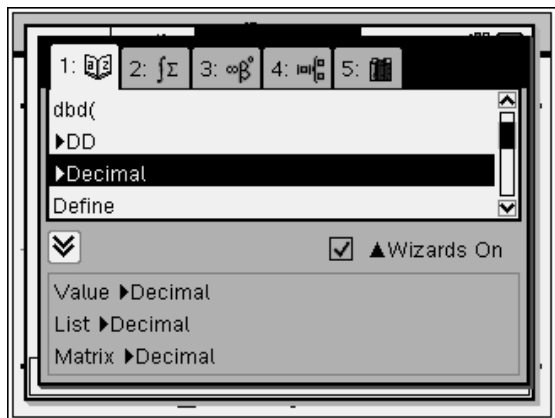 1: 2: ∫Σ 3: ∞β° 4: 5:
dbd(
▶DD
▶Decimal
Define
▲Wizards On
Value ▶Decimal
List ▶Decimal
Matrix ▶Decimal